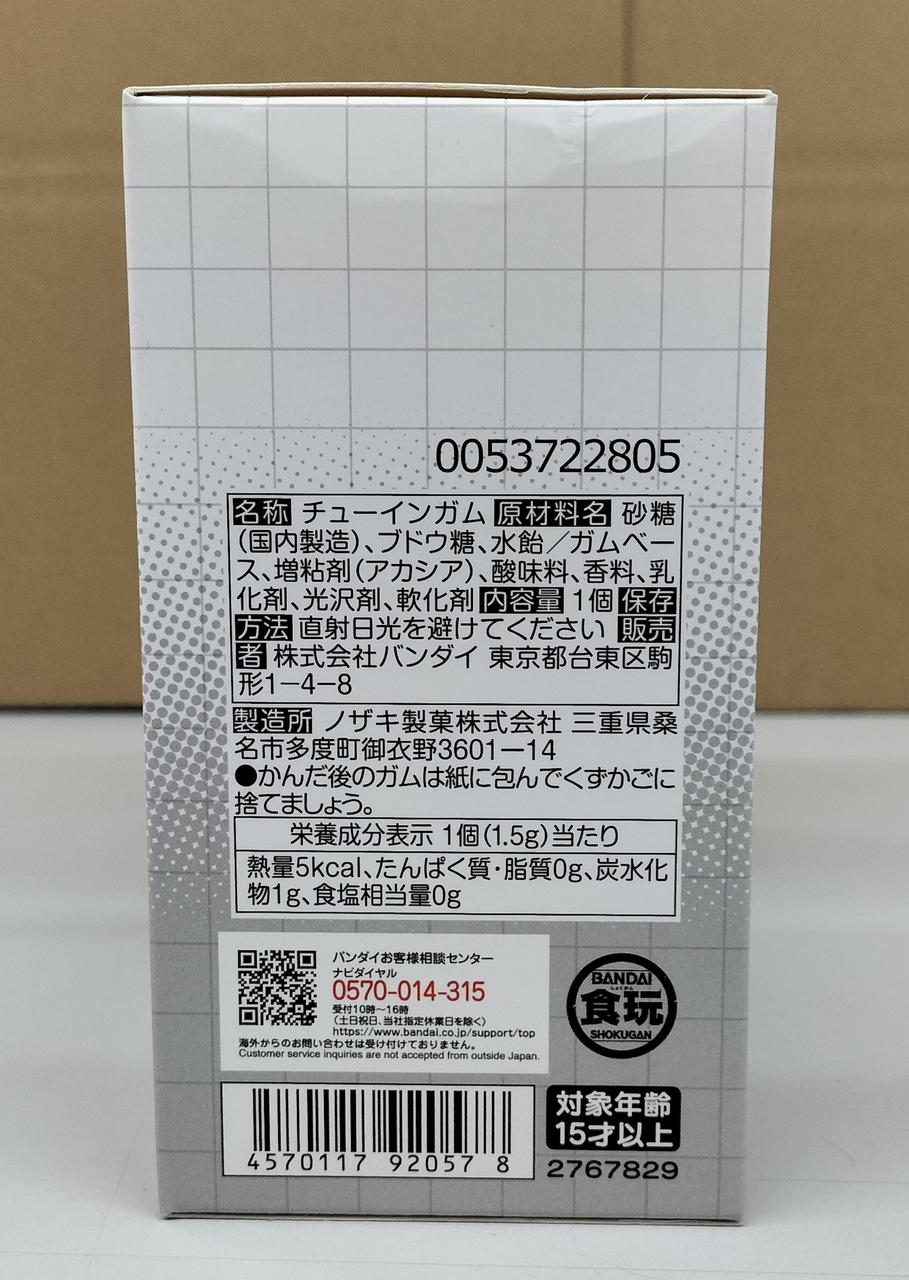 0053722805
名称 チューインガム 原材料名 砂糖
(国内製造)、ブドウ糖、水飴／ガムベー
ス、増粘剤(アカシア)、酸味料、香料、乳
化剤、光沢剤、軟化剤 内容量 1個 保存
方法 直射日光を避けてください 販売
者 株式会社バンダイ 東京都台東区駒
形1－4－8
製造所 ノザキ製菓株式会社 三重県桑
名市多度町御衣野3601－14
●かんだ後のガムは紙に包んでくずかごに
捨てましょう。
栄養成分表示 1個(1.5g)当たり
熱量5kcal、たんぱく質・脂質0g、炭水化
物1g、食塩相当量0g
バンダイお客様相談センター
ナビダイヤル
0570-014-315
受付10時〜16時
(土日祝日、当社指定休業日を除く)
https://www.bandai.co.jp/support/top
海外からのお問い合わせは受け付けておりません。
Customer service inquiries are not accepted from outside Japan.
BANDAI
しょくがん
食玩
SHOKUGAN
4570117 92057 8
対象年齢
15才以上
2767829